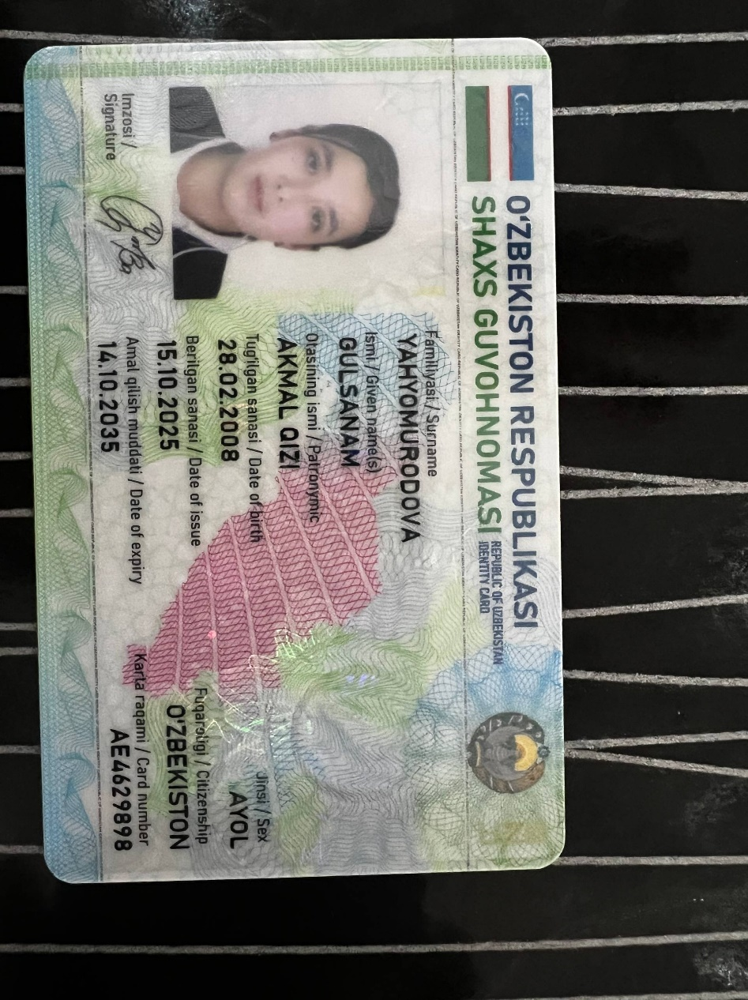 O'ZBEKISTON RESPUBLIKASI
SHAXS GUVOHNOMASI
REPUBLIC OF UZBEKISTAN
IDENTITY CARD
Familiyasi / Surname
YAHYOMURODOVA
Ismi / Given name(s)
GULSANAM
Otasining ismi / Patronymic
AKMAL QIZI
Tug'ilgan sanasi / Date of birth
28.02.2008
Jinsi / Sex
AYOL
Berilgan sanasi / Date of issue
15.10.2025
Fuqaroligi / Citizenship
O'ZBEKISTON
Amal qilish muddati / Date of expiry
14.10.2035
Karta raqami / Card number
AE4629898
Imzosi /
Signature